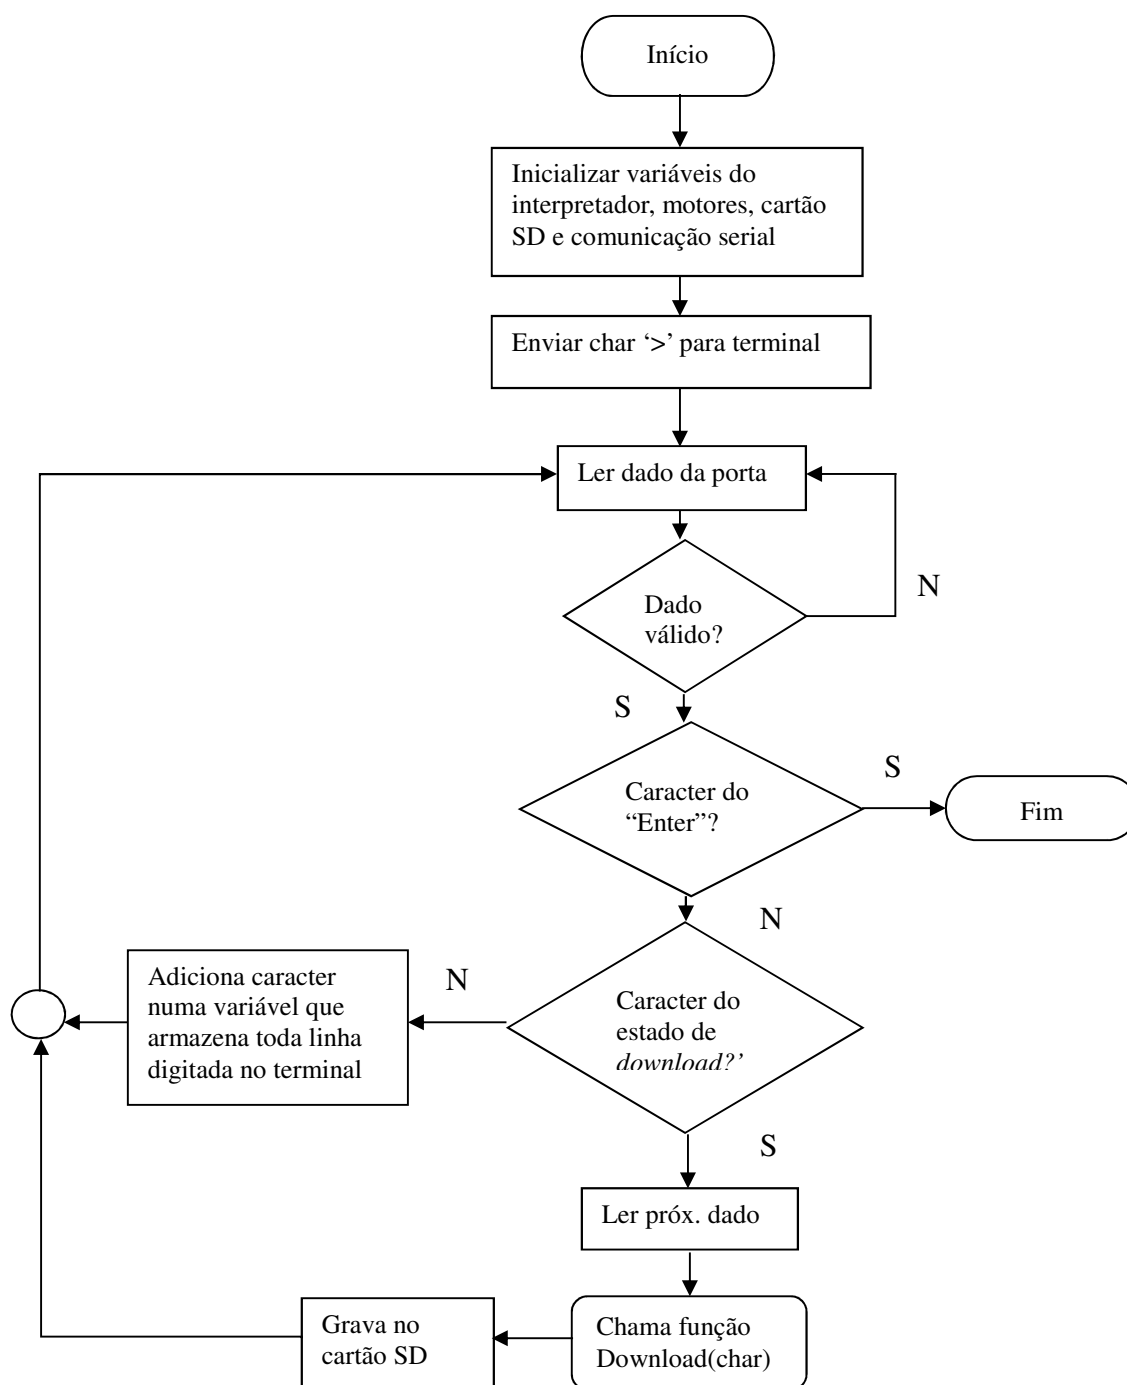 Início
Inicializar variáveis do
interpretador, motores, cartão
SD e comunicação serial
Enviar char ‘>’ para terminal
Ler dado da porta
N
Dado
válido?
S
S
Caracter do
“Enter”?
Fim
N
Adiciona caracter
numa variável que
armazena toda linha
digitada no terminal
N
Caracter do
estado de
download?’
S
Ler próx. dado
Grava no
cartão SD
Chama função
Download(char)